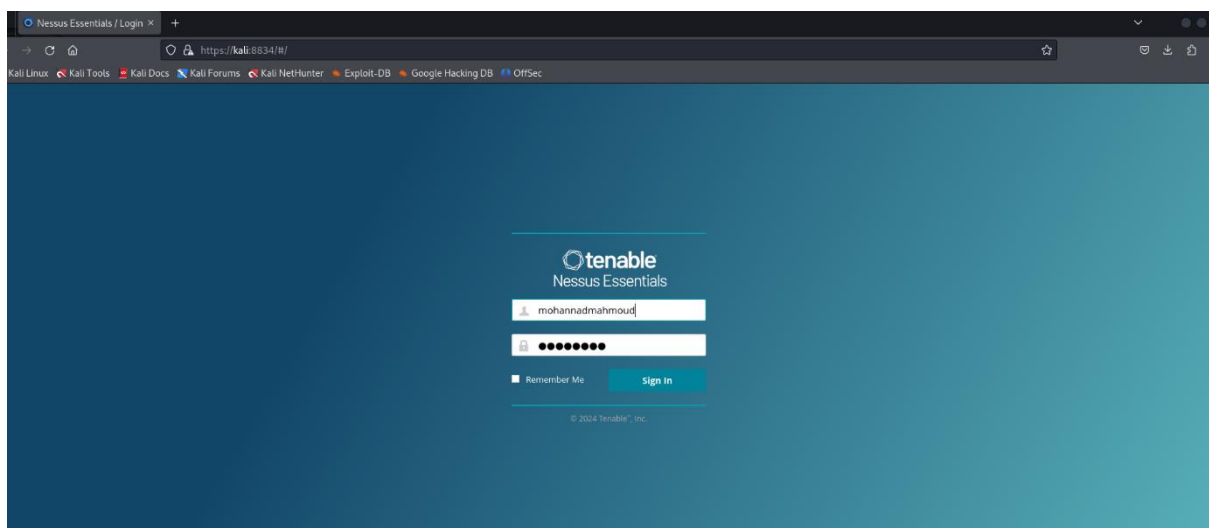 Nessus Essentials / Login × +
https://kali:8834/#/
Kali Linux Kali Tools Kali Docs Kali Forums Kali NetHunter Exploit-DB Google Hacking DB OffSec
tenable
Nessus Essentials
mohannadmahmoud
●●●●●●●●
Remember Me Sign In
© 2024 Tenable™, Inc.